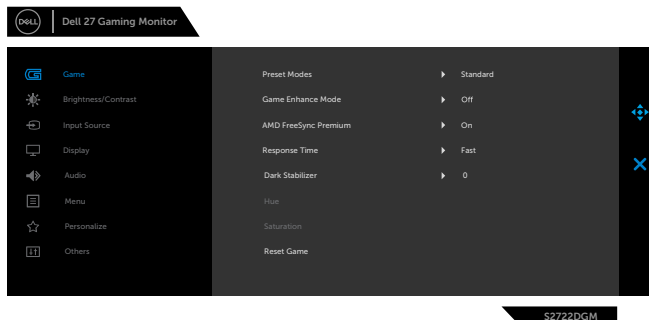 DELL Dell 27 Gaming Monitor
Game Preset Modes Standard
Brightness/Contrast Game Enhance Mode Off
Input Source AMD FreeSync Premium On
Display Response Time Fast
Audio Dark Stabilizer 0
Menu Hue
Personalize Saturation
Others Reset Game
S2722DGM